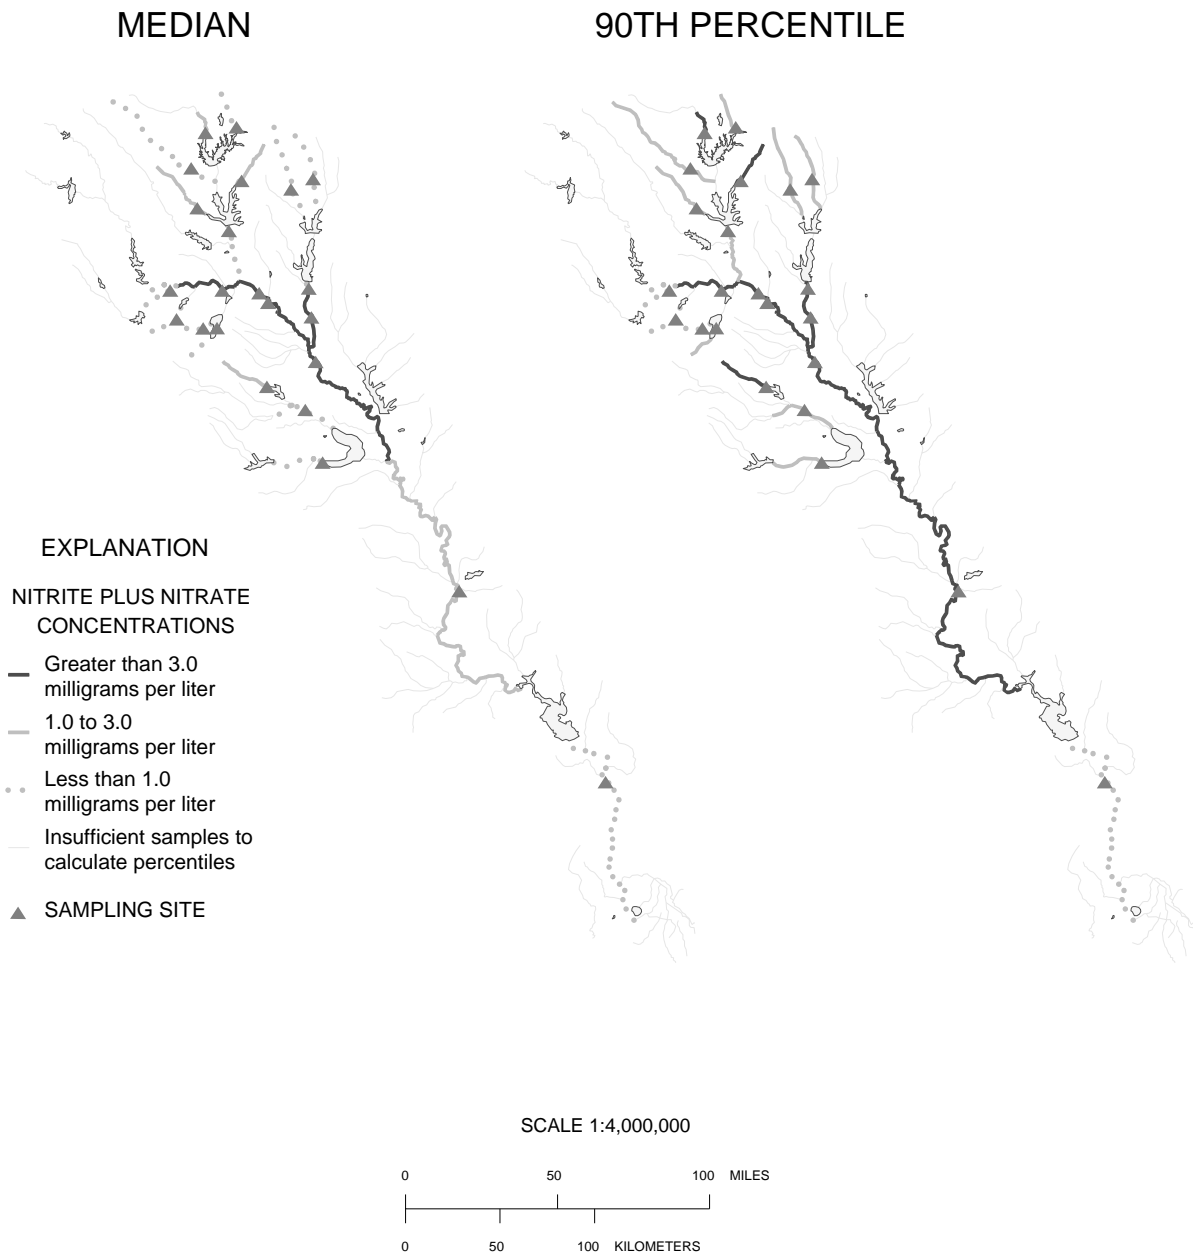 MEDIAN
90TH PERCENTILE
EXPLANATION
NITRITE PLUS NITRATE
CONCENTRATIONS
Greater than 3.0
milligrams per liter
1.0 to 3.0
milligrams per liter
Less than 1.0
milligrams per liter
Insufficient samples to
calculate percentiles
SAMPLING SITE
SCALE 1:4,000,000
0 50 100 MILES
0 50 100 KILOMETERS